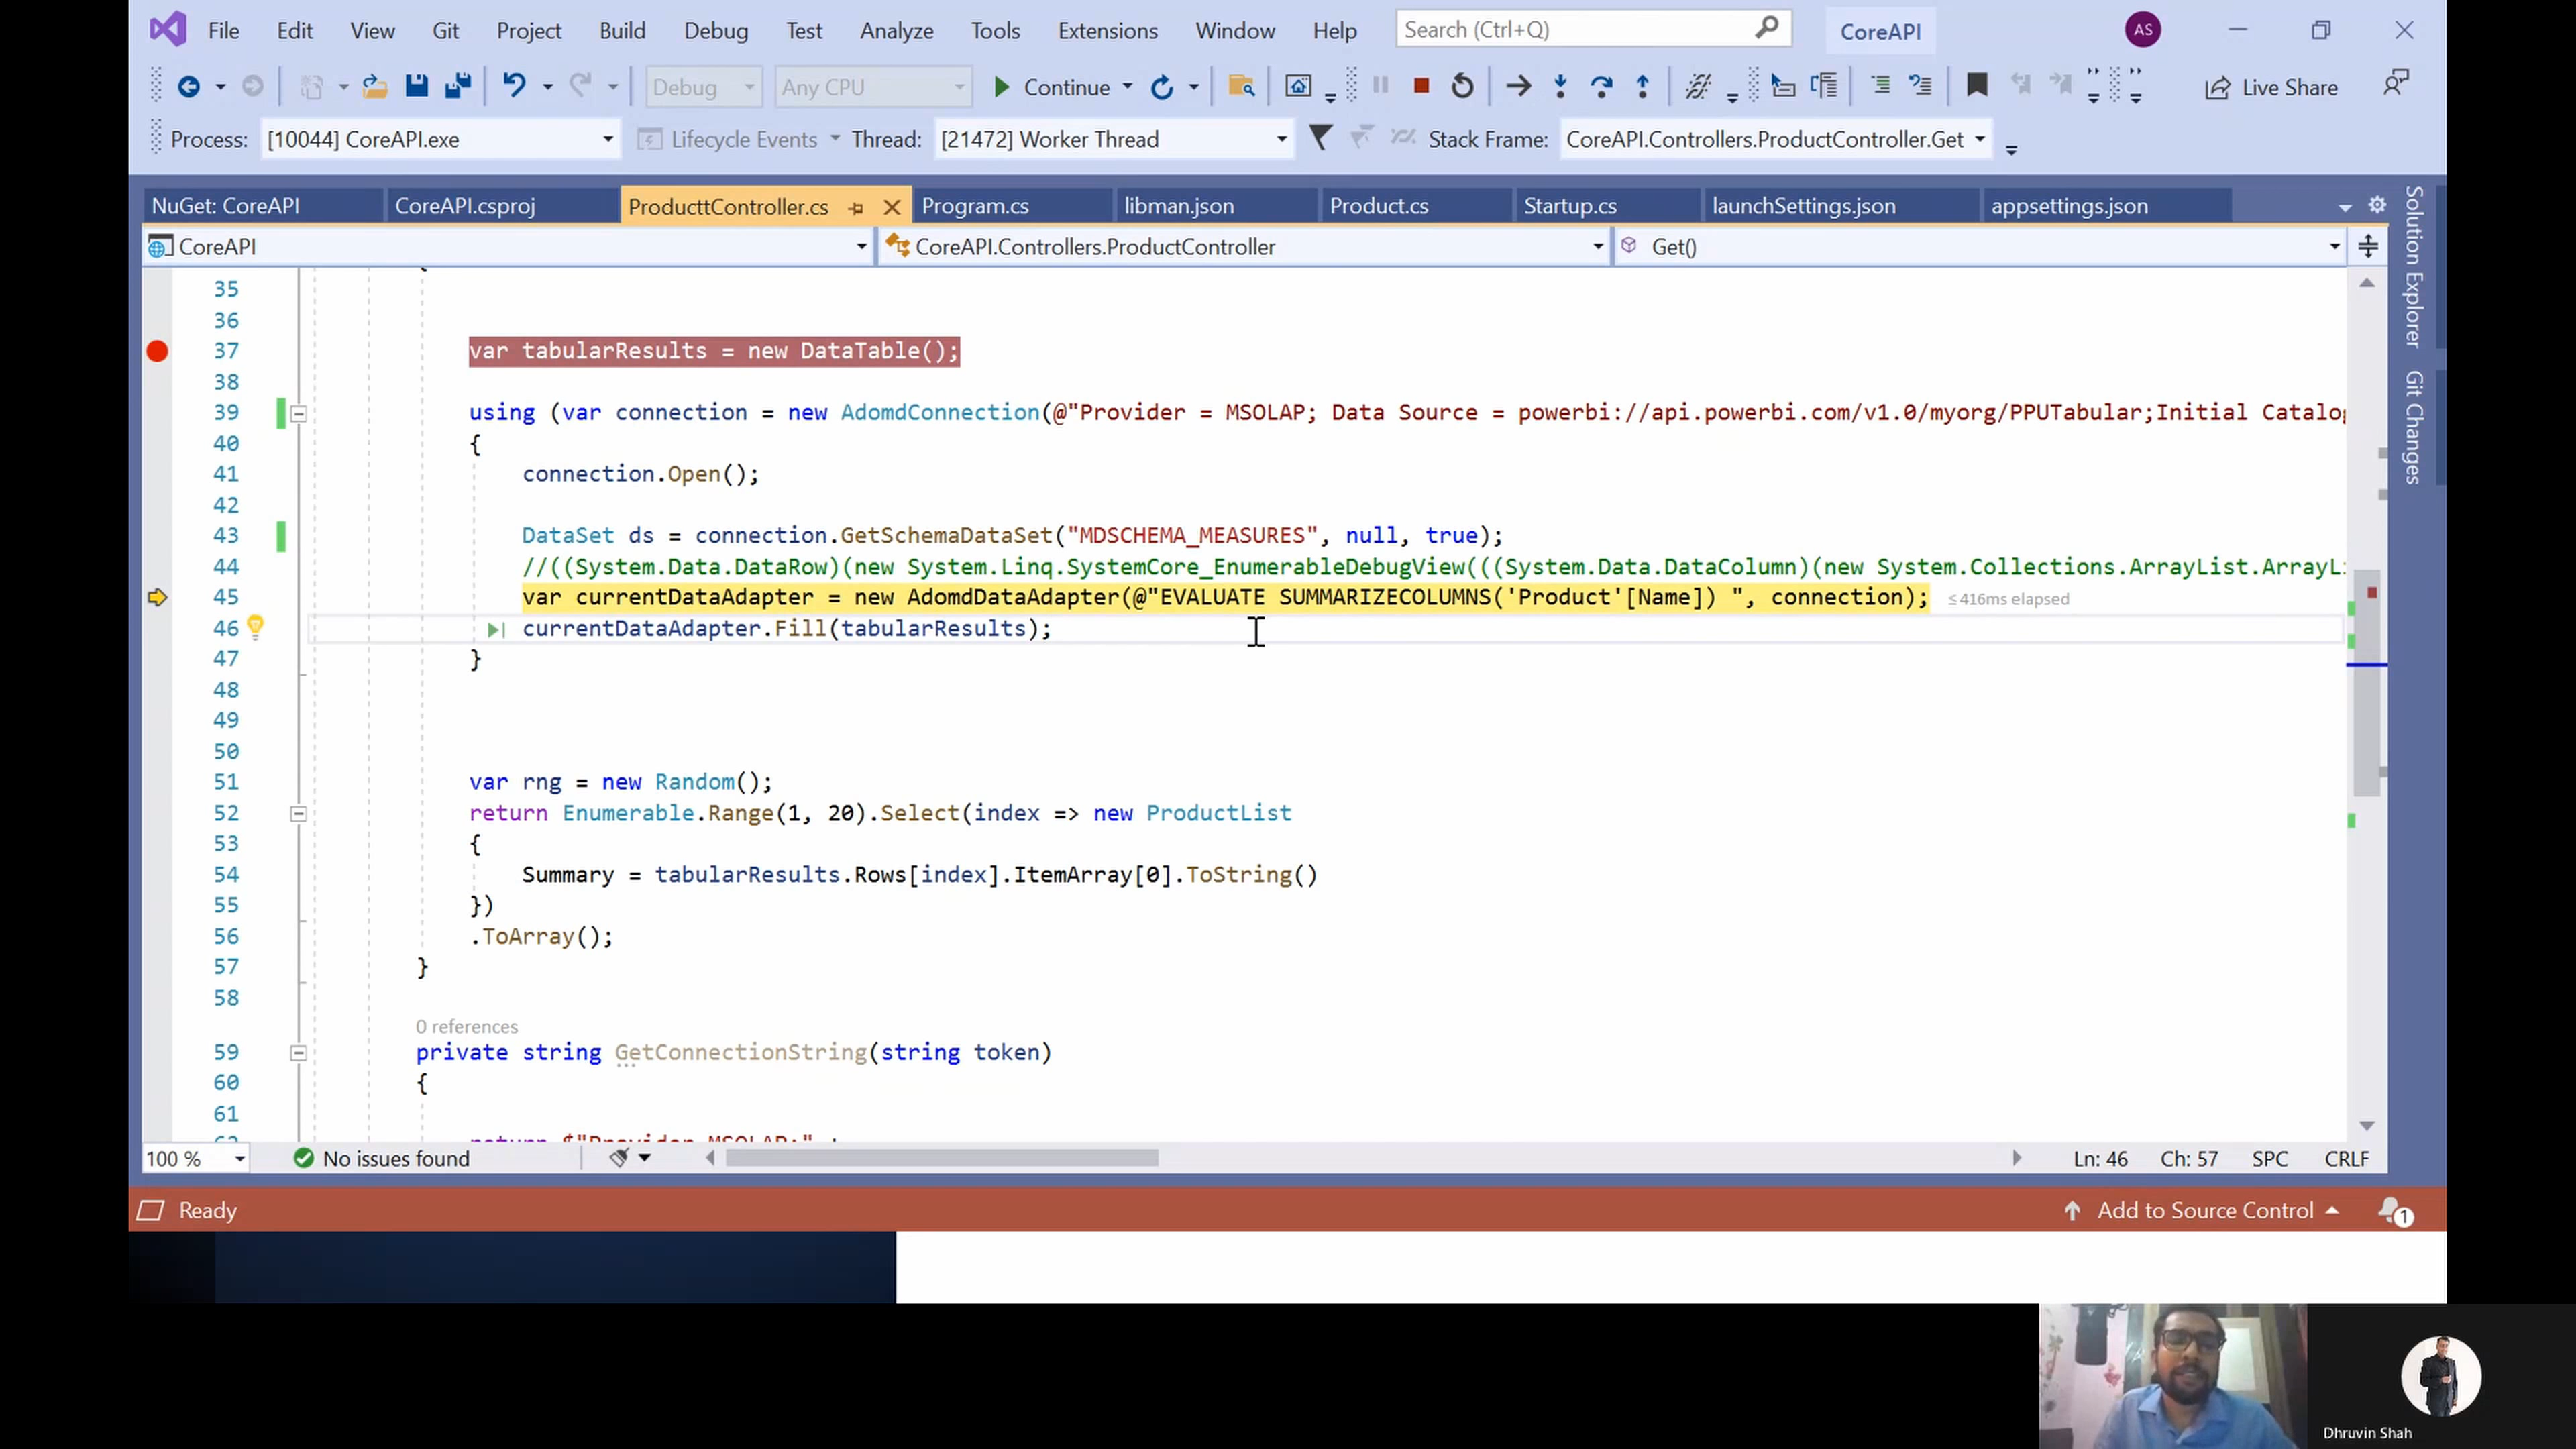 File Edit View Git Project Build Debug Test Analyze Tools Extensions Window Help Search (Ctrl+Q) CoreAPI AS
Debug Any CPU Continue Live Share
Process: [10044] CoreAPI.exe Lifecycle Events Thread: [21472] Worker Thread Stack Frame: CoreAPI.Controllers.ProductController.Get
NuGet: CoreAPI CoreAPI.csproj ProducttController.cs Program.cs libman.json Product.cs Startup.cs launchSettings.json appsettings.json
CoreAPI CoreAPI.Controllers.ProductController Get()
Solution Explorer
Git Changes
35
36
37 var tabularResults = new DataTable();
38
39 using (var connection = new AdomdConnection(@"Provider = MSOLAP; Data Source = powerbi://api.powerbi.com/v1.0/myorg/PPUTabular;Initial Catalog
40 {
41 connection.Open();
42
43 DataSet ds = connection.GetSchemaDataSet("MDSCHEMA_MEASURES", null, true);
44 //((System.Data.DataRow)(new System.Linq.SystemCore_EnumerableDebugView(((System.Data.DataColumn)(new System.Collections.ArrayList.ArrayLi
45 var currentDataAdapter = new AdomdDataAdapter(@"EVALUATE SUMMARIZECOLUMNS('Product'[Name]) ", connection); ≤416ms elapsed
46 currentDataAdapter.Fill(tabularResults);
47 }
48
49
50
51 var rng = new Random();
52 return Enumerable.Range(1, 20).Select(index => new ProductList
53 {
54 Summary = tabularResults.Rows[index].ItemArray[0].ToString()
55 })
56 .ToArray();
57 }
58
0 references
59 private string GetConnectionString(string token)
60 {
61
62 return $"Provider=MSOLAP;" +
100 % No issues found Ln: 46 Ch: 57 SPC CRLF
Ready Add to Source Control 1
Dhruvin Shah